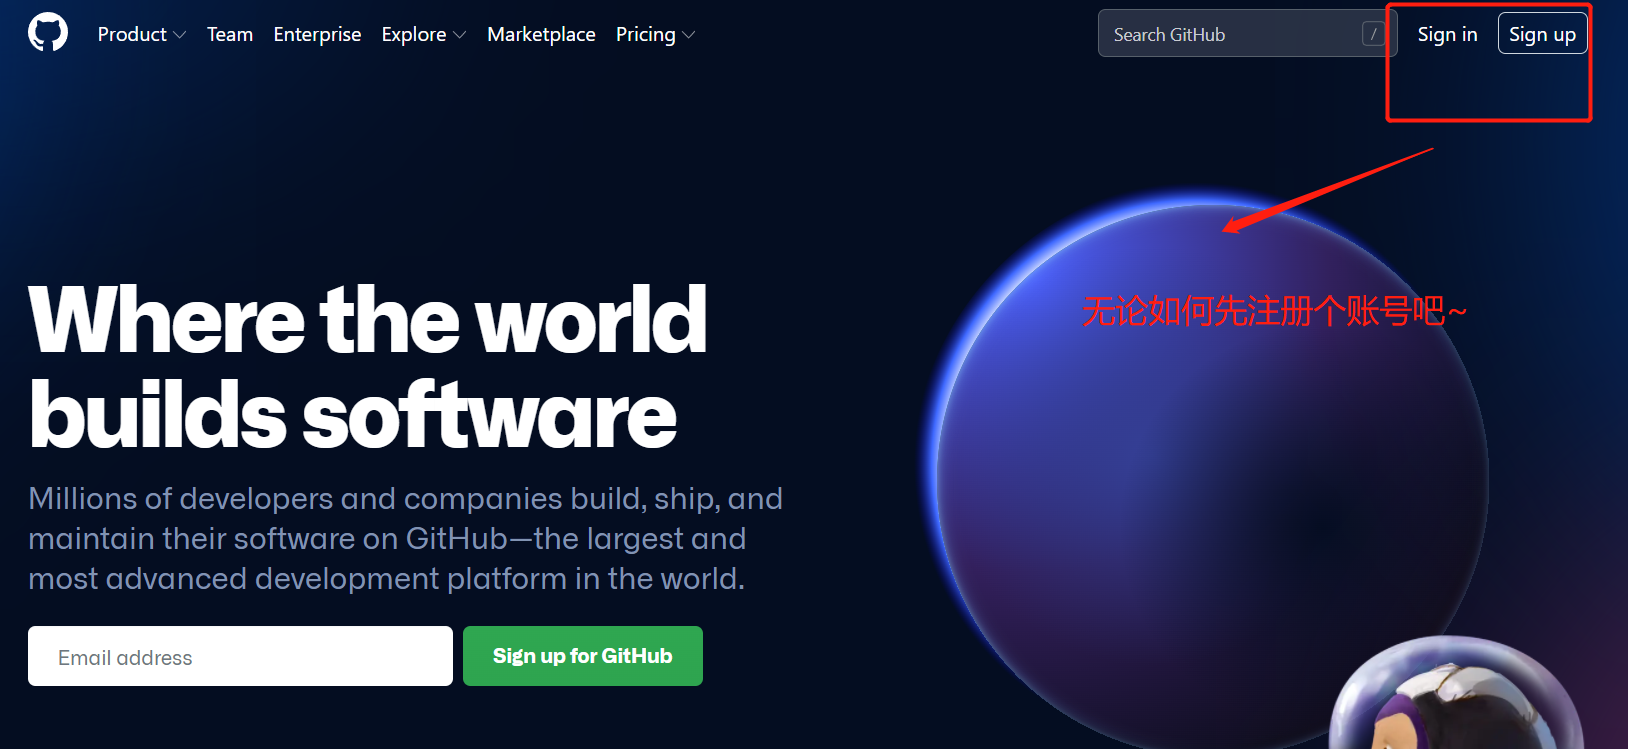 Product Team Enterprise Explore Marketplace Pricing Search GitHub / Sign in Sign up
无论如何先注册个账号吧~
Where the world
builds software
Millions of developers and companies build, ship, and
maintain their software on GitHub—the largest and
most advanced development platform in the world.
Email address Sign up for GitHub